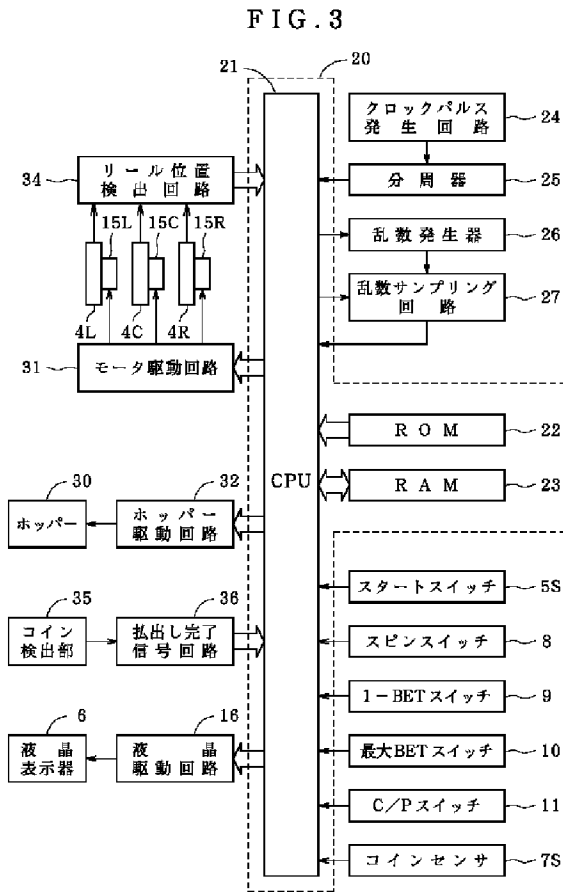 FIG.3
21
20
クロックパルス
発生回路
24
リール位置
検出回路
34
分周器
25
15L
15C
15R
乱数発生器
26
乱数サンプリング
回路
27
4L
4C
4R
31
モータ駆動回路
ROM
22
CPU
RAM
23
30
32
ホッパー
ホッパー
駆動回路
スタートスイッチ
5S
35
36
コイン
検出部
払出し完了
信号回路
スピンスイッチ
8
1-BETスイッチ
9
6
16
液晶
表示器
液晶
駆動回路
最大BETスイッチ
10
C/Pスイッチ
11
コインセンサ
7S